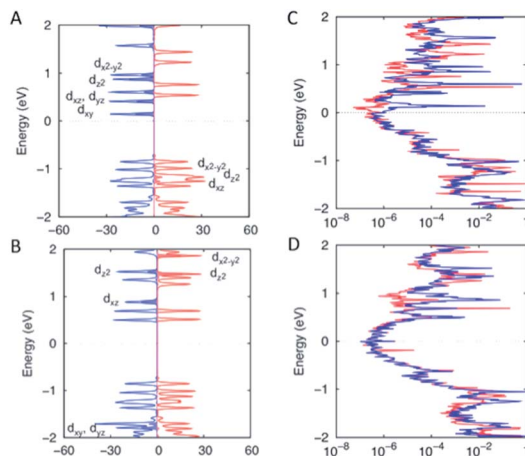 A
2
1
0
−1
−2
Energy (eV)
dx2−y2
dz2
dxz, dyz
dxy
dx2−y2
dz2
dxz
−60 −30 0 30 60
C
2
1
0
−1
−2
Energy (eV)
10−8 10−6 10−4 10−2
B
2
1
0
−1
−2
Energy (eV)
dz2
dxz
dxy, dyz
dx2−y2
dz2
−60 −30 0 30 60
D
2
1
0
−1
−2
Energy (eV)
10−8 10−6 10−4 10−2